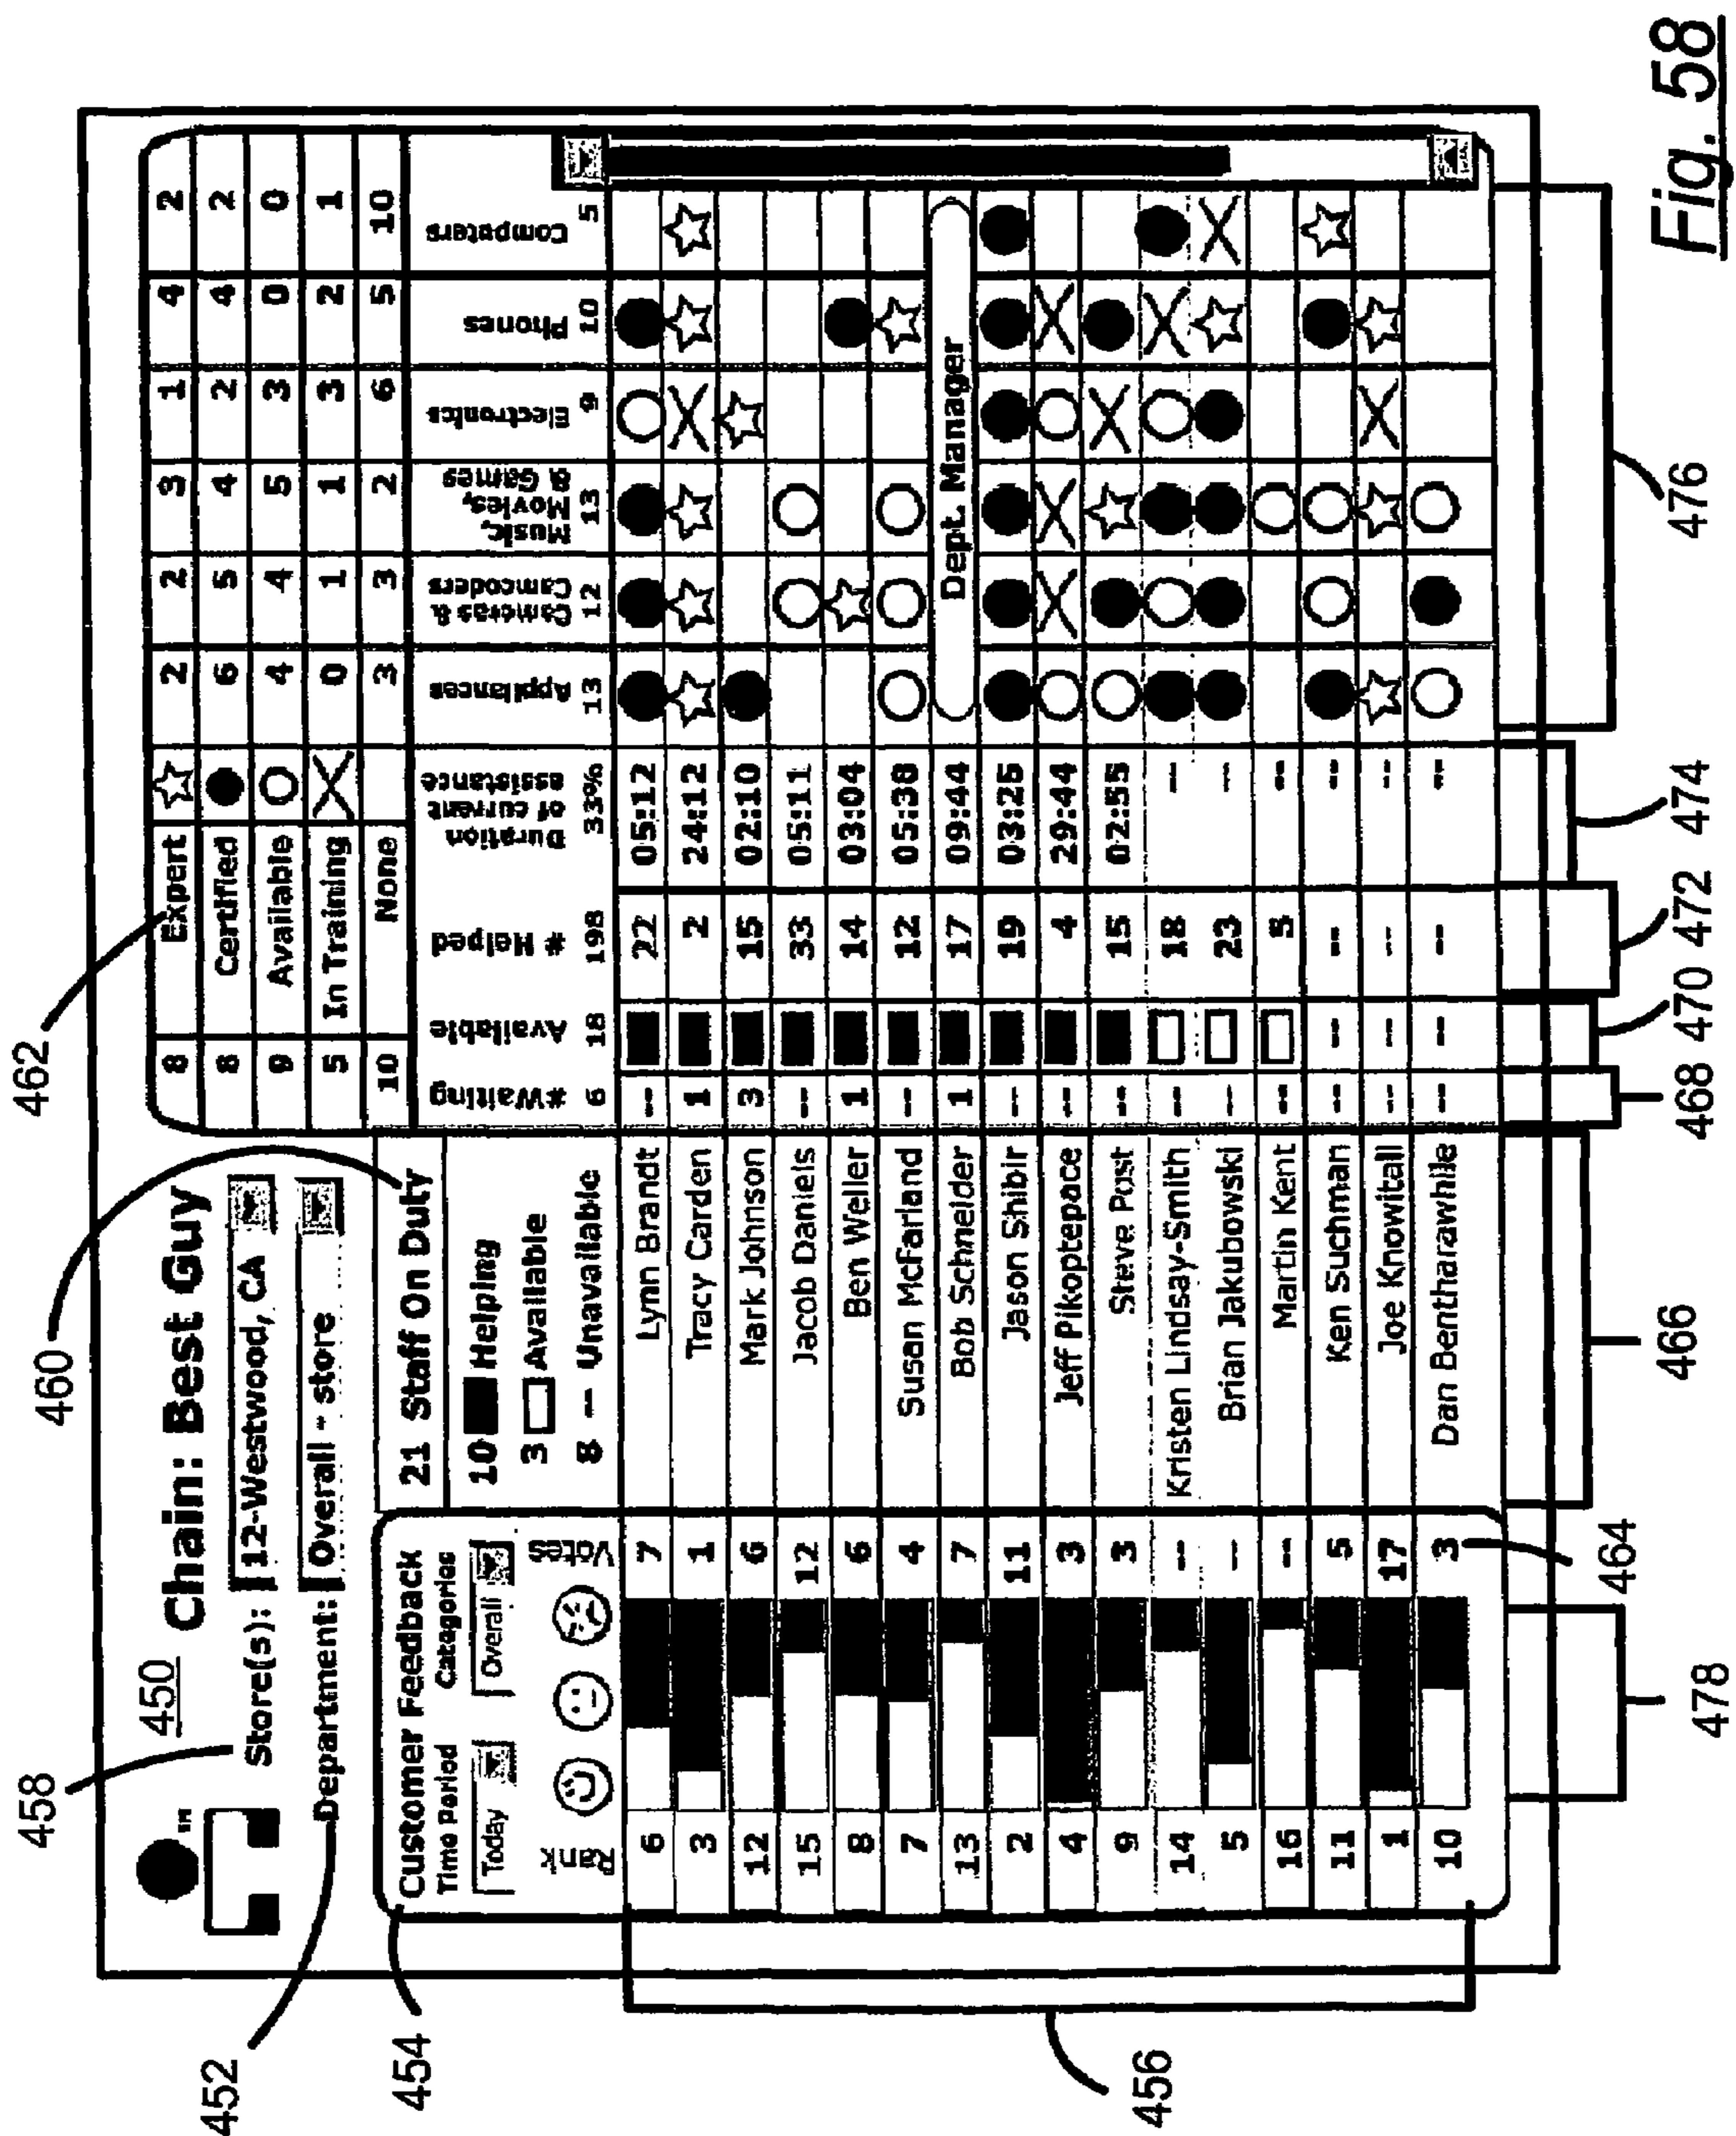 450 Chain: Best Guy
458 Store(s): 12-Westwood, CA
452 Department: Overall - store
454 Customer Feedback
Time Period Categories
Today Overall
Rank Votes
460 21 Staff On Duty
10 Helping
3 Available
8 -- Unavailable
462
8 Expert 2 2 3 1 4 2
8 Certified 6 5 4 2 4 2
9 Available 4 4 5 3 0 0
5 In Training 0 1 1 3 2 1
10 None 3 3 2 6 5 10
#Waiting Available # Helped Duration of current assistance Appliances Cameras & Camcoders Music, Movies, & Games Electronics Phones Computers
6 18 198 33% 13 12 13 9 10 5
6 7 Lynn Brandt -- 22 05:12
3 1 Tracy Carden 1 2 24:12
12 6 Mark Johnson 3 15 02:10
15 12 Jacob Daniels -- 33 05:11
8 6 Ben Weller 1 14 03:04
7 4 Susan McFarland -- 12 05:38
13 7 Bob Schneider 1 17 09:44 Dept. Manager
2 11 Jason Shibir -- 19 03:25
4 3 Jeff Pikoptepace -- 4 29:44
9 3 Steve Post -- 15 02:55
14 -- Kristen Lindsay-Smith -- 18 --
5 -- Brian Jakubowski -- 23 --
16 -- Martin Kent -- 5 --
11 5 Ken Suchman -- -- -- --
1 17 Joe Knowitall -- -- -- --
10 3 Dan Bentharawhile -- -- -- --
456 478 464 466 468 470 472 474 476
Fig. 58